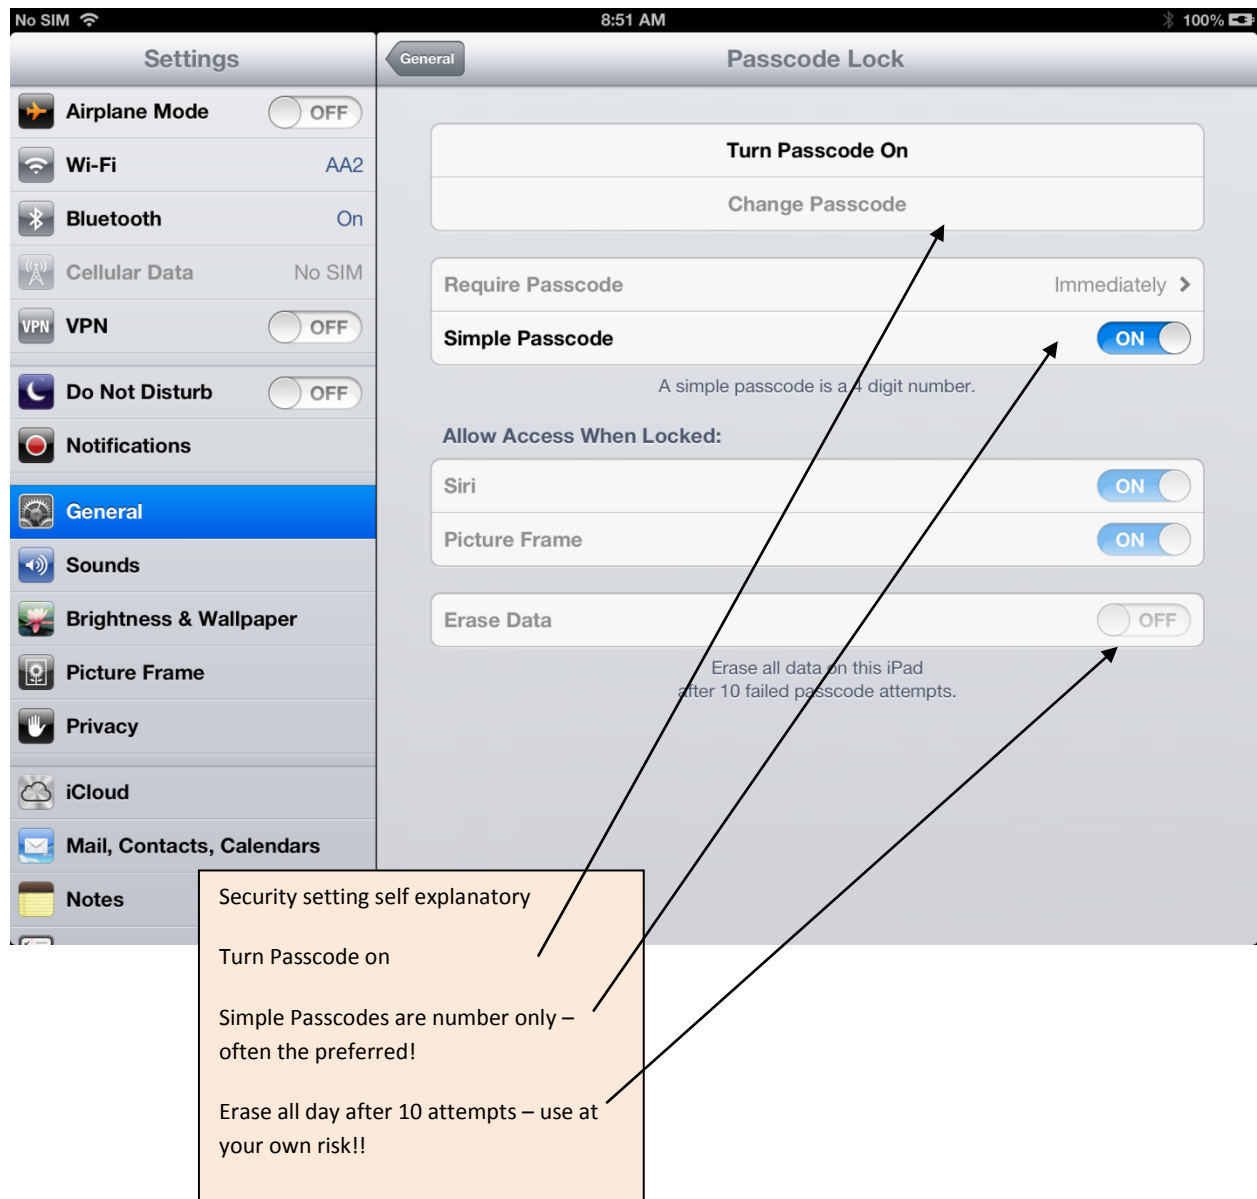 No SIM 8:51 AM 100%
Settings
Airplane Mode OFF
Wi-Fi AA2
Bluetooth On
Cellular Data No SIM
VPN VPN OFF
Do Not Disturb OFF
Notifications
General
Sounds
Brightness & Wallpaper
Picture Frame
Privacy
iCloud
Mail, Contacts, Calendars
Notes
General Passcode Lock
Turn Passcode On
Change Passcode
Require Passcode Immediately
Simple Passcode ON
A simple passcode is a 4 digit number.
Allow Access When Locked:
Siri ON
Picture Frame ON
Erase Data OFF
Erase all data on this iPad
after 10 failed passcode attempts.
Security setting self explanatory
Turn Passcode on
Simple Passcodes are number only –
often the preferred!
Erase all day after 10 attempts – use at
your own risk!!